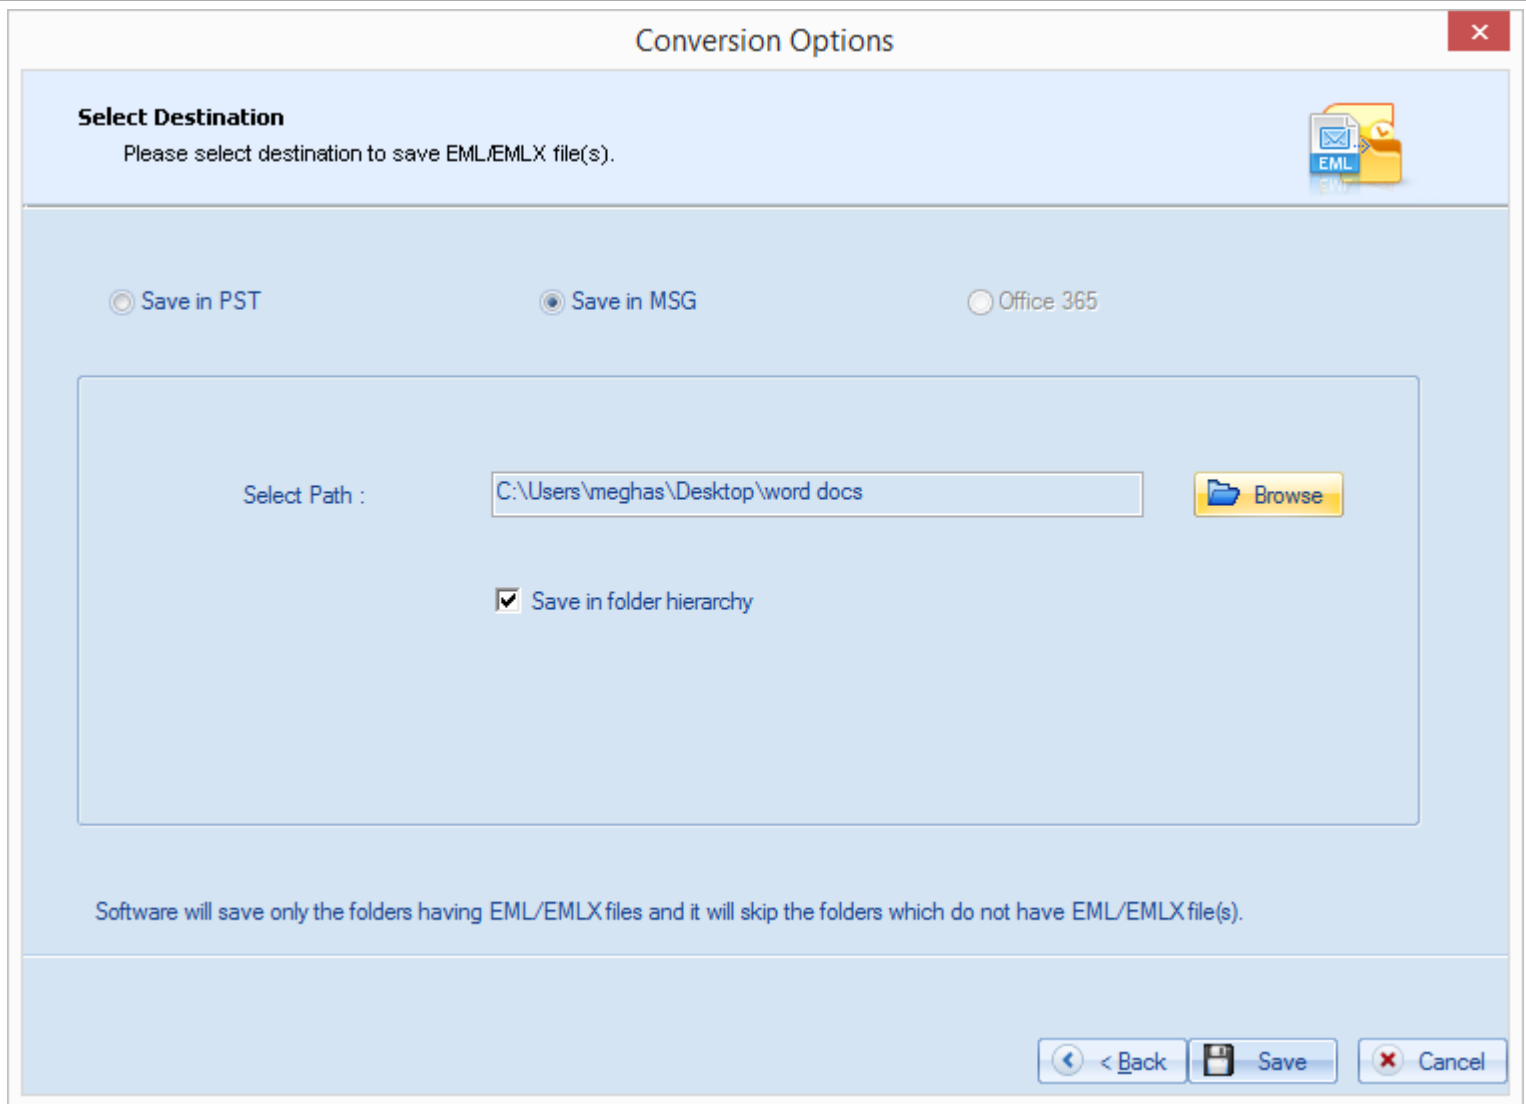 Conversion Options
Select Destination
Please select destination to save EML/EMLX file(s).
EML
Save in PST
Save in MSG
Office 365
Select Path :
C:\Users\meghas\Desktop\word docs
Browse
Save in folder hierarchy
Software will save only the folders having EML/EMLX files and it will skip the folders which do not have EML/EMLX file(s).
< Back
Save
Cancel